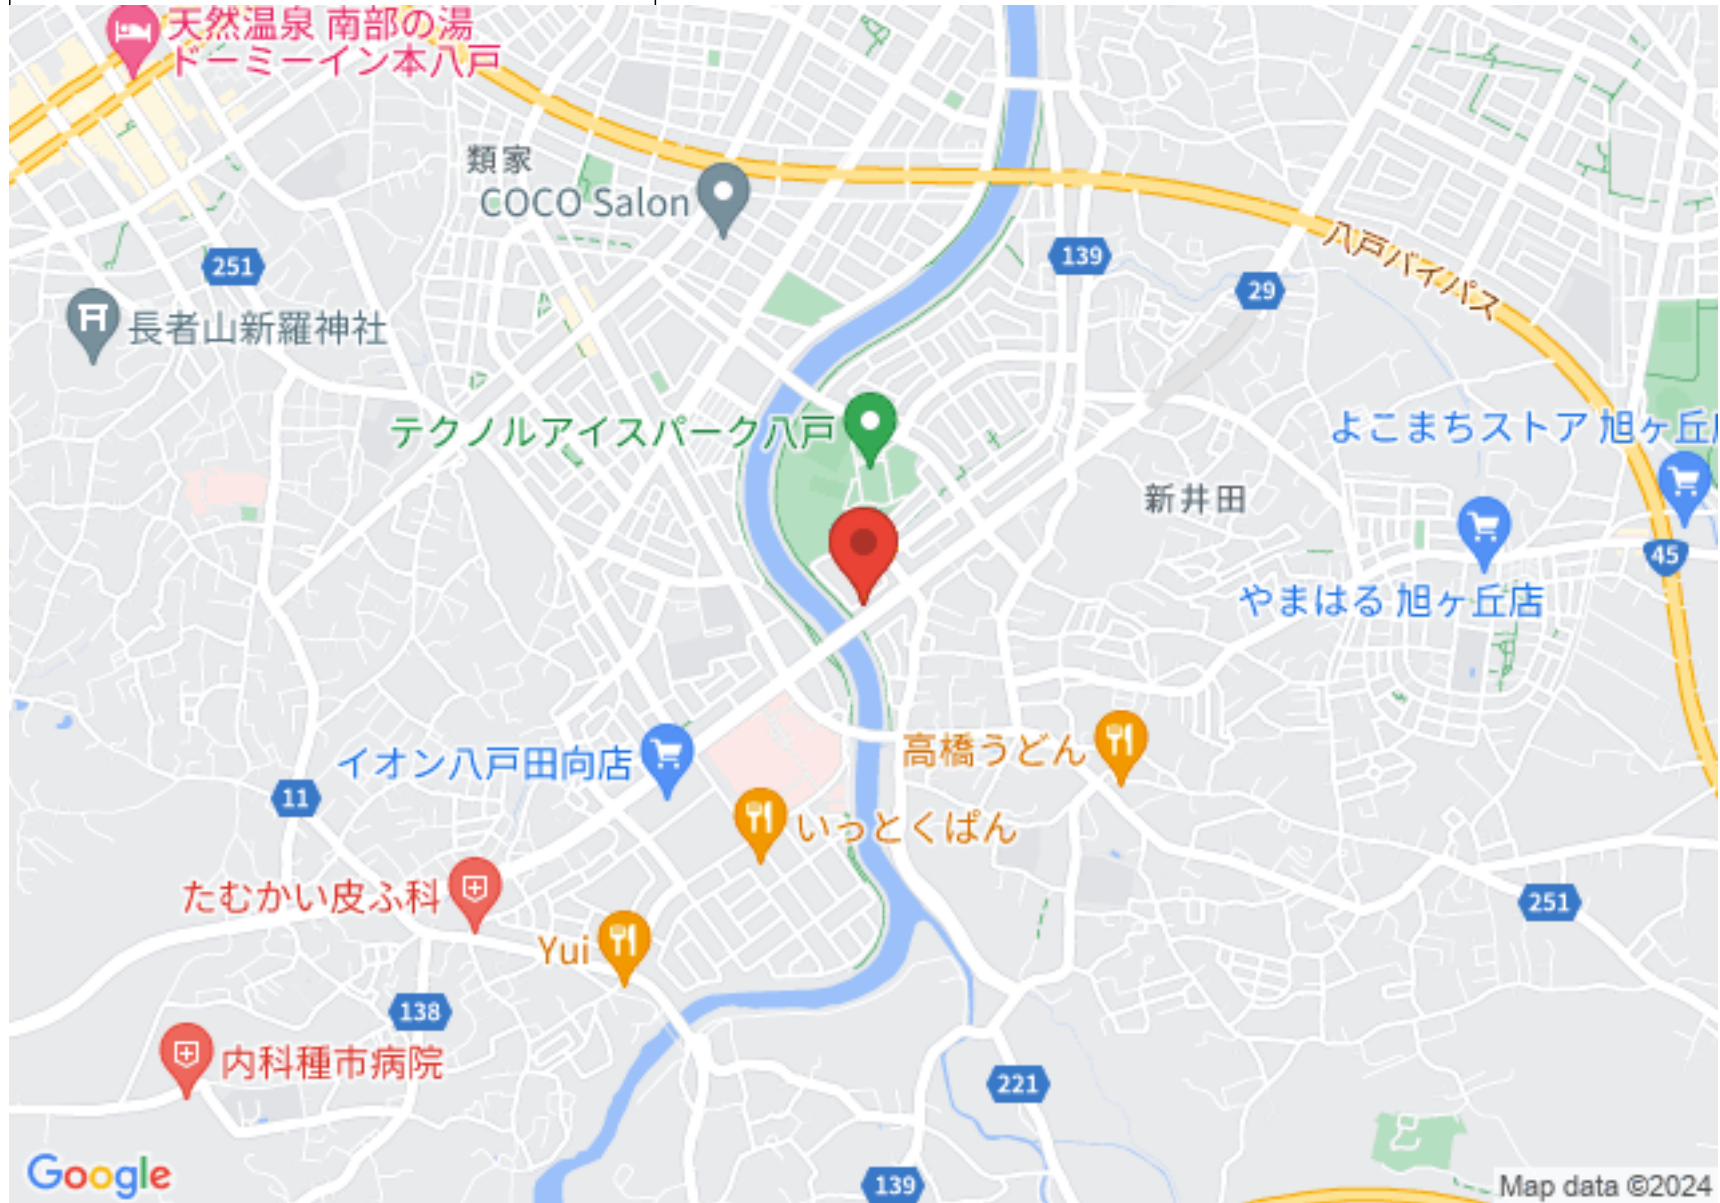 天然温泉 南部の湯
ドーミーイン本八戸
類家
COCO Salon
251
139
29
八戸バイパス
長者山新羅神社
テクノルアイスパーク八戸
よこまちストア 旭ヶ丘
新井田
45
やまはる 旭ヶ丘店
イオン八戸田向店
高橋うどん
11
いっとくぱん
たむかい皮ふ科
251
Yui
138
内科種市病院
221
139
Google
Map data ©2024